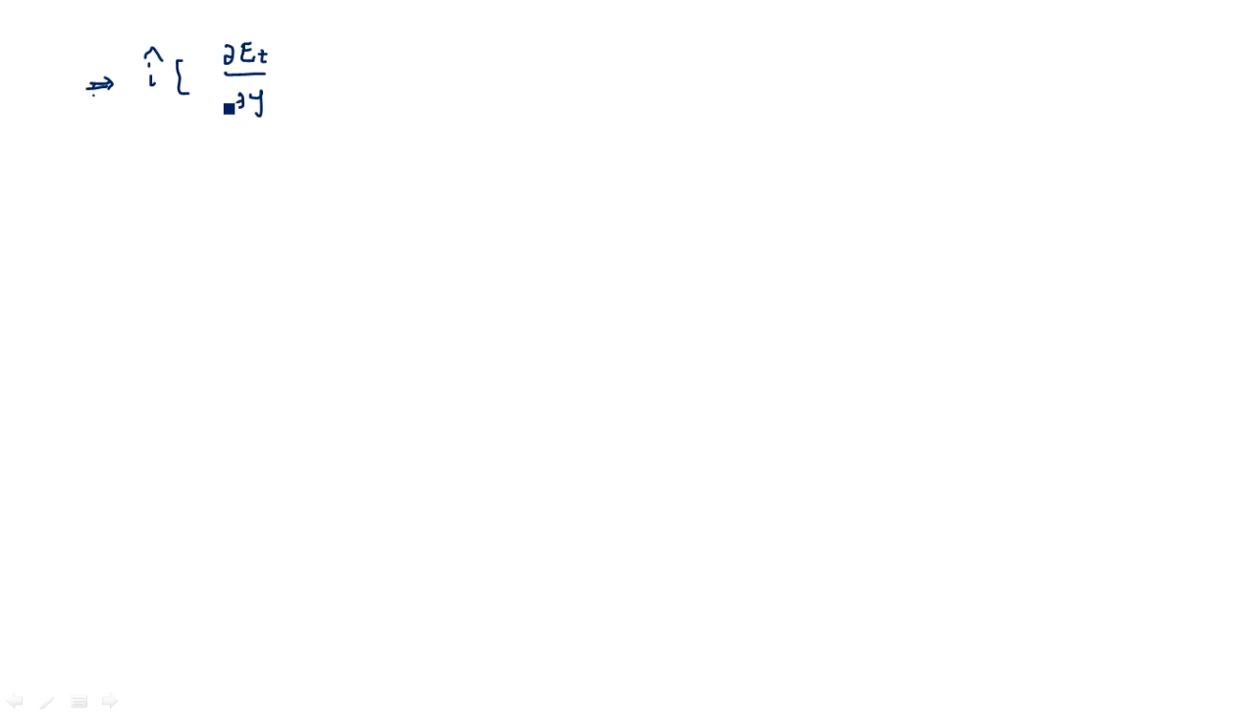 ⇒ î [ ∂Et / ∂y